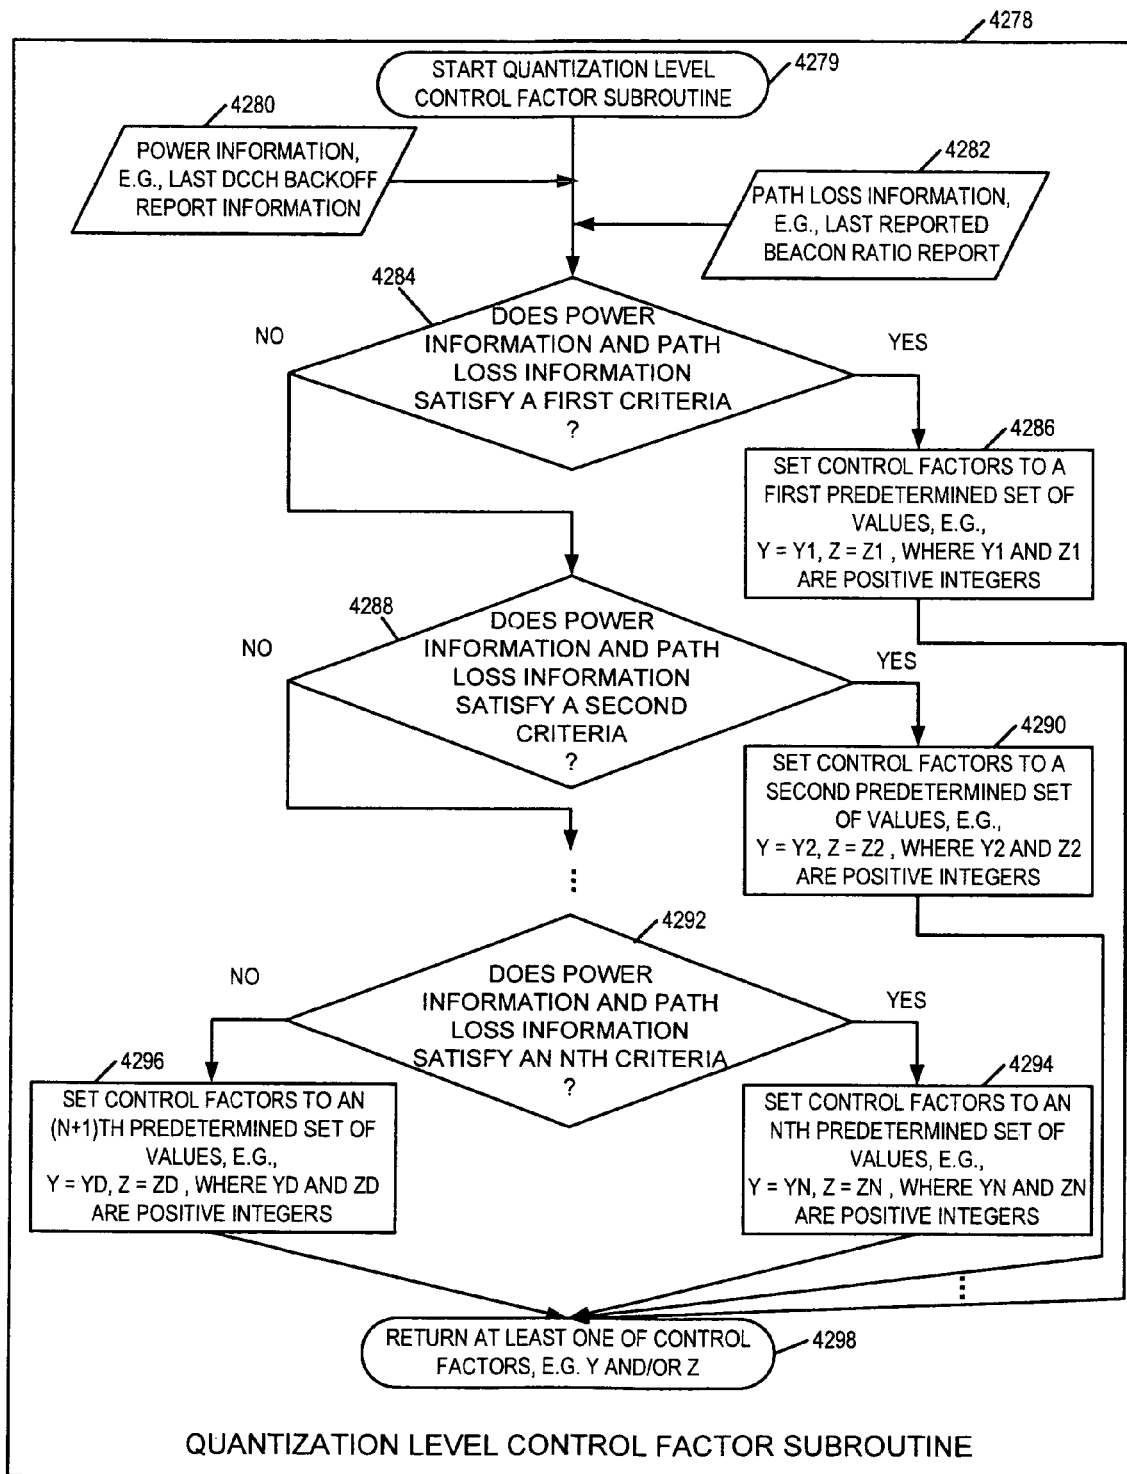 4278
START QUANTIZATION LEVEL
CONTROL FACTOR SUBROUTINE
4279
4280
POWER INFORMATION,
E.G., LAST DCCH BACKOFF
REPORT INFORMATION
4282
PATH LOSS INFORMATION,
E.G., LAST REPORTED
BEACON RATIO REPORT
4284
DOES POWER
INFORMATION AND PATH
LOSS INFORMATION
SATISFY A FIRST CRITERIA
?
NO
YES
4286
SET CONTROL FACTORS TO A
FIRST PREDETERMINED SET OF
VALUES, E.G.,
Y = Y1, Z = Z1 , WHERE Y1 AND Z1
ARE POSITIVE INTEGERS
4288
DOES POWER
INFORMATION AND PATH
LOSS INFORMATION
SATISFY A SECOND
CRITERIA
?
NO
YES
4290
SET CONTROL FACTORS TO A
SECOND PREDETERMINED SET
OF VALUES, E.G.,
Y = Y2, Z = Z2 , WHERE Y2 AND Z2
ARE POSITIVE INTEGERS
4292
DOES POWER
INFORMATION AND PATH
LOSS INFORMATION
SATISFY AN NTH CRITERIA
?
NO
YES
4296
SET CONTROL FACTORS TO AN
(N+1)TH PREDETERMINED SET OF
VALUES, E.G.,
Y = YD, Z = ZD , WHERE YD AND ZD
ARE POSITIVE INTEGERS
4294
SET CONTROL FACTORS TO AN
NTH PREDETERMINED SET OF
VALUES, E.G.,
Y = YN, Z = ZN , WHERE YN AND ZN
ARE POSITIVE INTEGERS
RETURN AT LEAST ONE OF CONTROL
FACTORS, E.G. Y AND/OR Z
4298
QUANTIZATION LEVEL CONTROL FACTOR SUBROUTINE